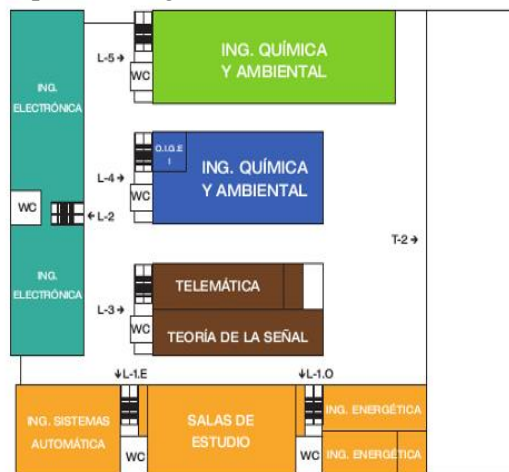 L-5→
WC
ING. QUÍMICA
Y AMBIENTAL
ING.
ELECTRÓNICA
O.I.G.E
I
L-4→
WC
ING. QUÍMICA
Y AMBIENTAL
WC
←L-2
T-2→
ING.
ELECTRÓNICA
TELEMÁTICA
L-3→
WC
TEORÍA DE LA SEÑAL
↓L-1.E
↓L-1.O
ING. SISTEMAS
AUTOMÁTICA
WC
SALAS DE
ESTUDIO
WC
ING. ENERGÉTICA
ING. ENERGÉTICA